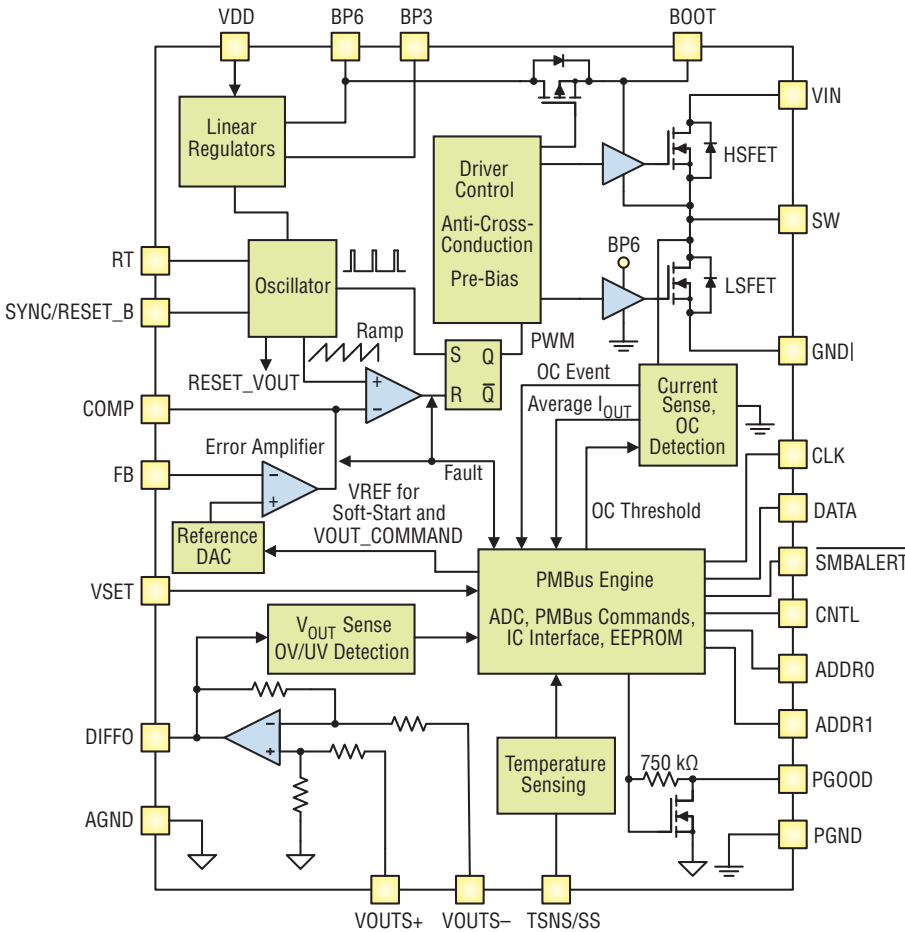 VDD
BP6
BP3
BOOT
VIN
Linear
Regulators
HSFET
Driver
Control
Anti-Cross-
Conduction
Pre-Bias
SW
BP6
RT
Oscillator
LSFET
SYNC/RESET_B
PWM
GND|
Ramp
S Q
R Q̅
RESET_VOUT
+
−
OC Event
Average I_OUT
Current
Sense,
OC
Detection
COMP
Error Amplifier
CLK
FB
−
+
Fault
VREF for
Soft-Start and
VOUT_COMMAND
OC Threshold
DATA
Reference
DAC
SMBALERT
VSET
PMBus Engine
ADC, PMBus Commands,
IC Interface, EEPROM
CNTL
V_OUT Sense
OV/UV Detection
ADDR0
ADDR1
DIFFO
−
+
Temperature
Sensing
750 kΩ
PGOOD
AGND
PGND
VOUTS+
VOUTS−
TSNS/SS